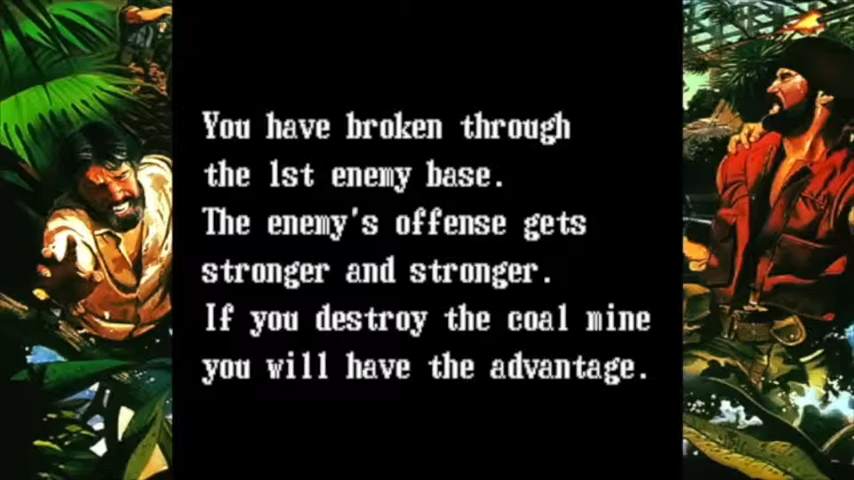 You have broken through
the 1st enemy base.
The enemy's offense gets
stronger and stronger.
If you destroy the coal mine
you will have the advantage.